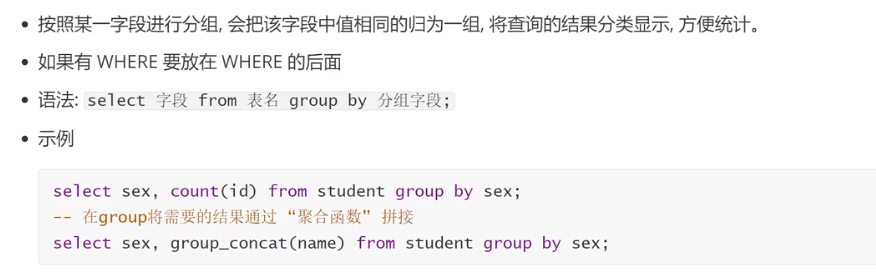 按照某一字段进行分组, 会把该字段中值相同的归为一组, 将查询的结果分类显示, 方便统计。
如果有 WHERE 要放在 WHERE 的后面
语法: select 字段 from 表名 group by 分组字段;
示例
select sex, count(id) from student group by sex;
-- 在group将需要的结果通过 “聚合函数” 拼接
select sex, group_concat(name) from student group by sex;